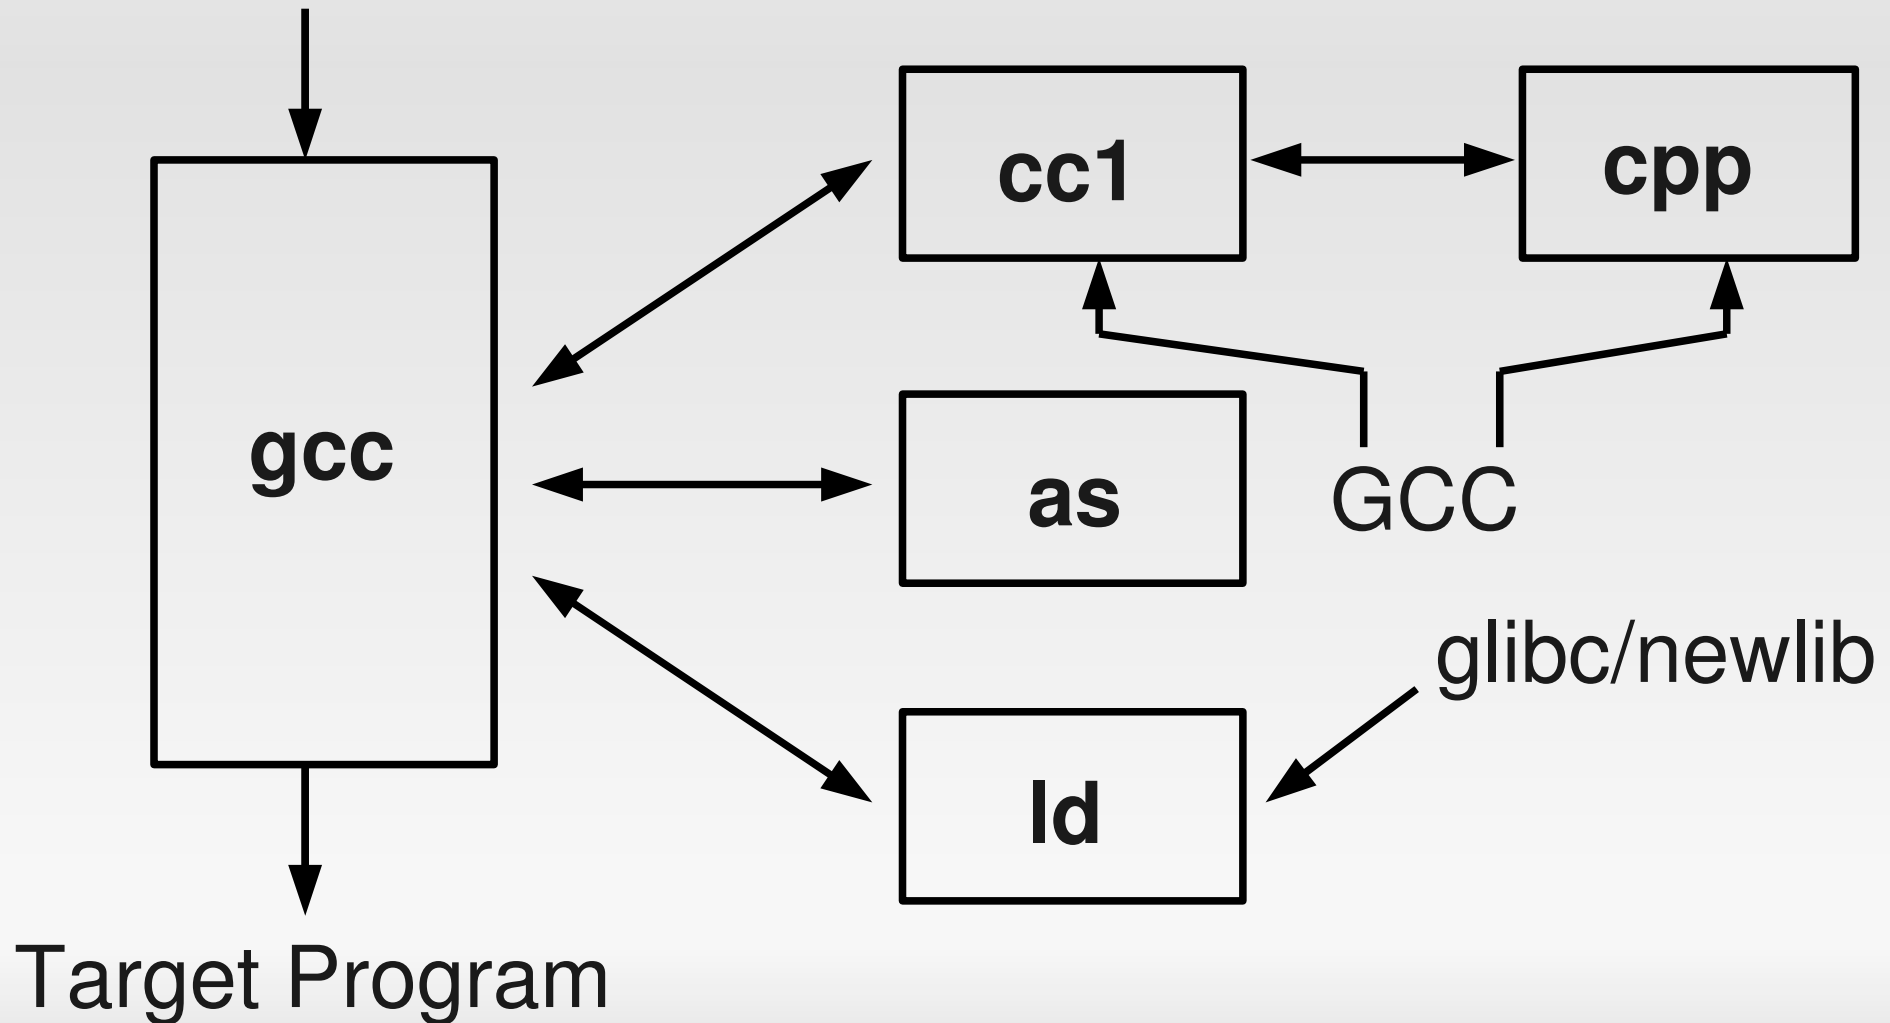 cc1
cpp
gcc
as
GCC
glibc/newlib
ld
Target Program